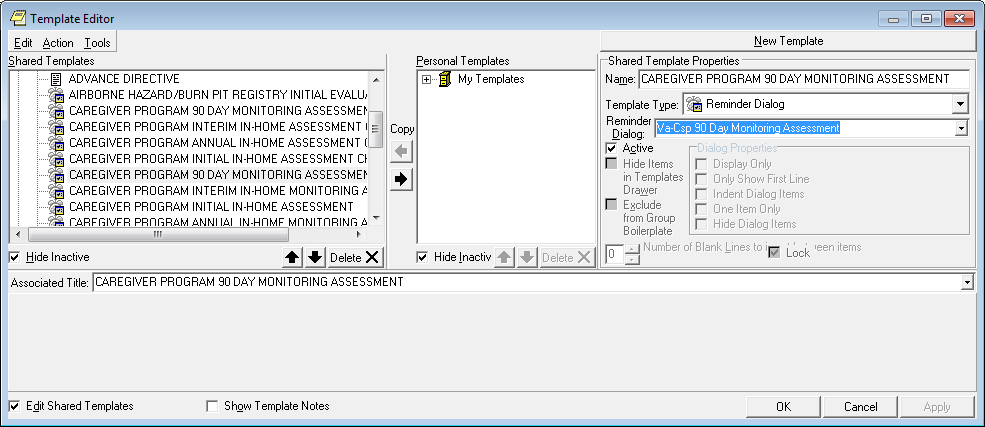 Template Editor
Edit Action Tools
New Template
Shared Templates
ADVANCE DIRECTIVE
AIRBORNE HAZARD/BURN PIT REGISTRY INITIAL EVALU
CAREGIVER PROGRAM 90 DAY MONITORING ASSESSMEN
CAREGIVER PROGRAM INTERIM IN-HOME ASSESSMENT
CAREGIVER PROGRAM ANNUAL IN-HOME ASSESSMENT C
CAREGIVER PROGRAM INITIAL IN-HOME ASSESSMENT CH
CAREGIVER PROGRAM 90 DAY MONITORING ASSESSMEN
CAREGIVER PROGRAM INTERIM IN-HOME MONITORING A
CAREGIVER PROGRAM INITIAL IN-HOME ASSESSMENT
CAREGIVER PROGRAM ANNUAL IN-HOME MONITORING A
Hide Inactive
Delete
Copy
Personal Templates
My Templates
Hide Inactiv
Delete
Shared Template Properties
Name: CAREGIVER PROGRAM 90 DAY MONITORING ASSESSMENT
Template Type: Reminder Dialog
Reminder Dialog: Va-Csp 90 Day Monitoring Assessment
Active
Hide Items
in Templates
Drawer
Exclude
from Group
Boilerplate
Dialog Properties
Display Only
Only Show First Line
Indent Dialog Items
One Item Only
Hide Dialog Items
0 Number of Blank Lines to
Lock
items
Associated Title: CAREGIVER PROGRAM 90 DAY MONITORING ASSESSMENT
Edit Shared Templates
Show Template Notes
OK Cancel Apply